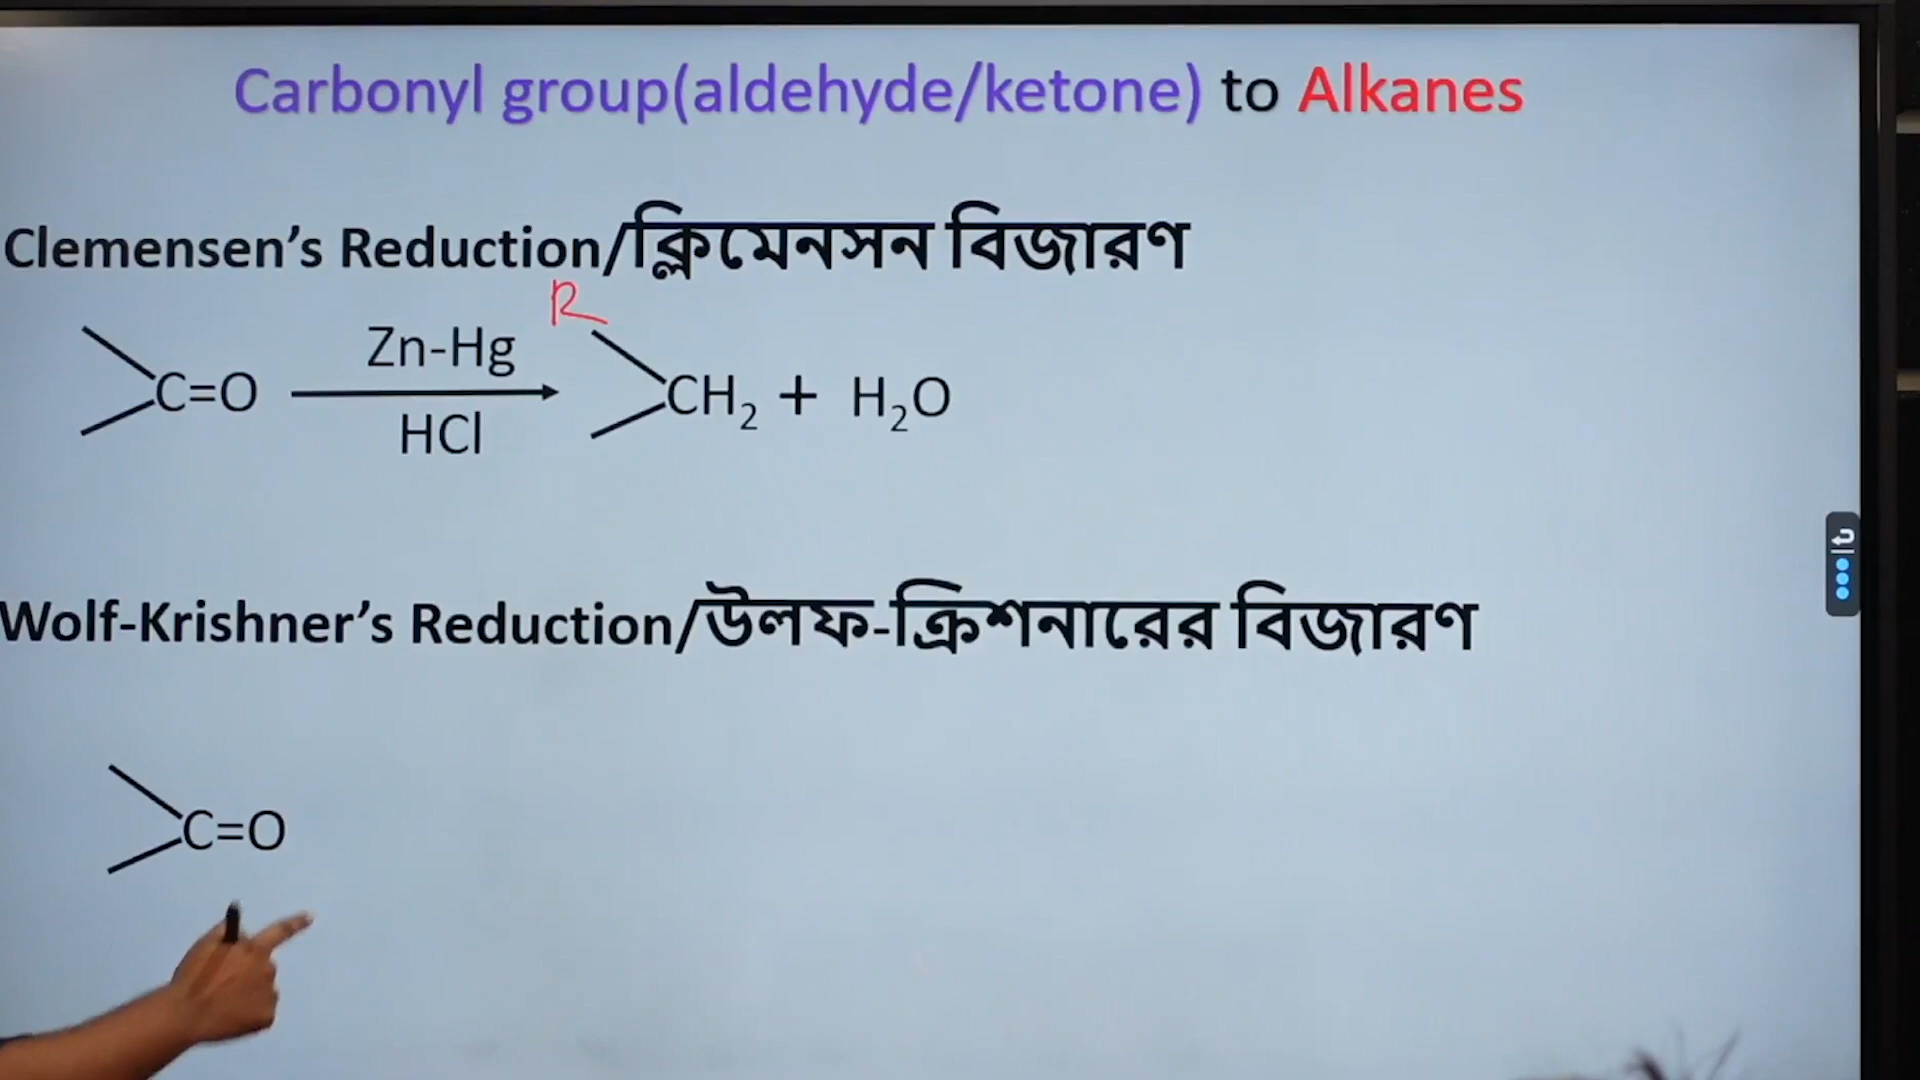 Carbonyl group(aldehyde/ketone) to Alkanes
Clemensen’s Reduction/ক্লিমেনসন বিজারণ
R
C=O Zn-Hg HCl CH₂ + H₂O
Wolf-Krishner’s Reduction/উলফ-ক্রিশনারের বিজারণ
C=O